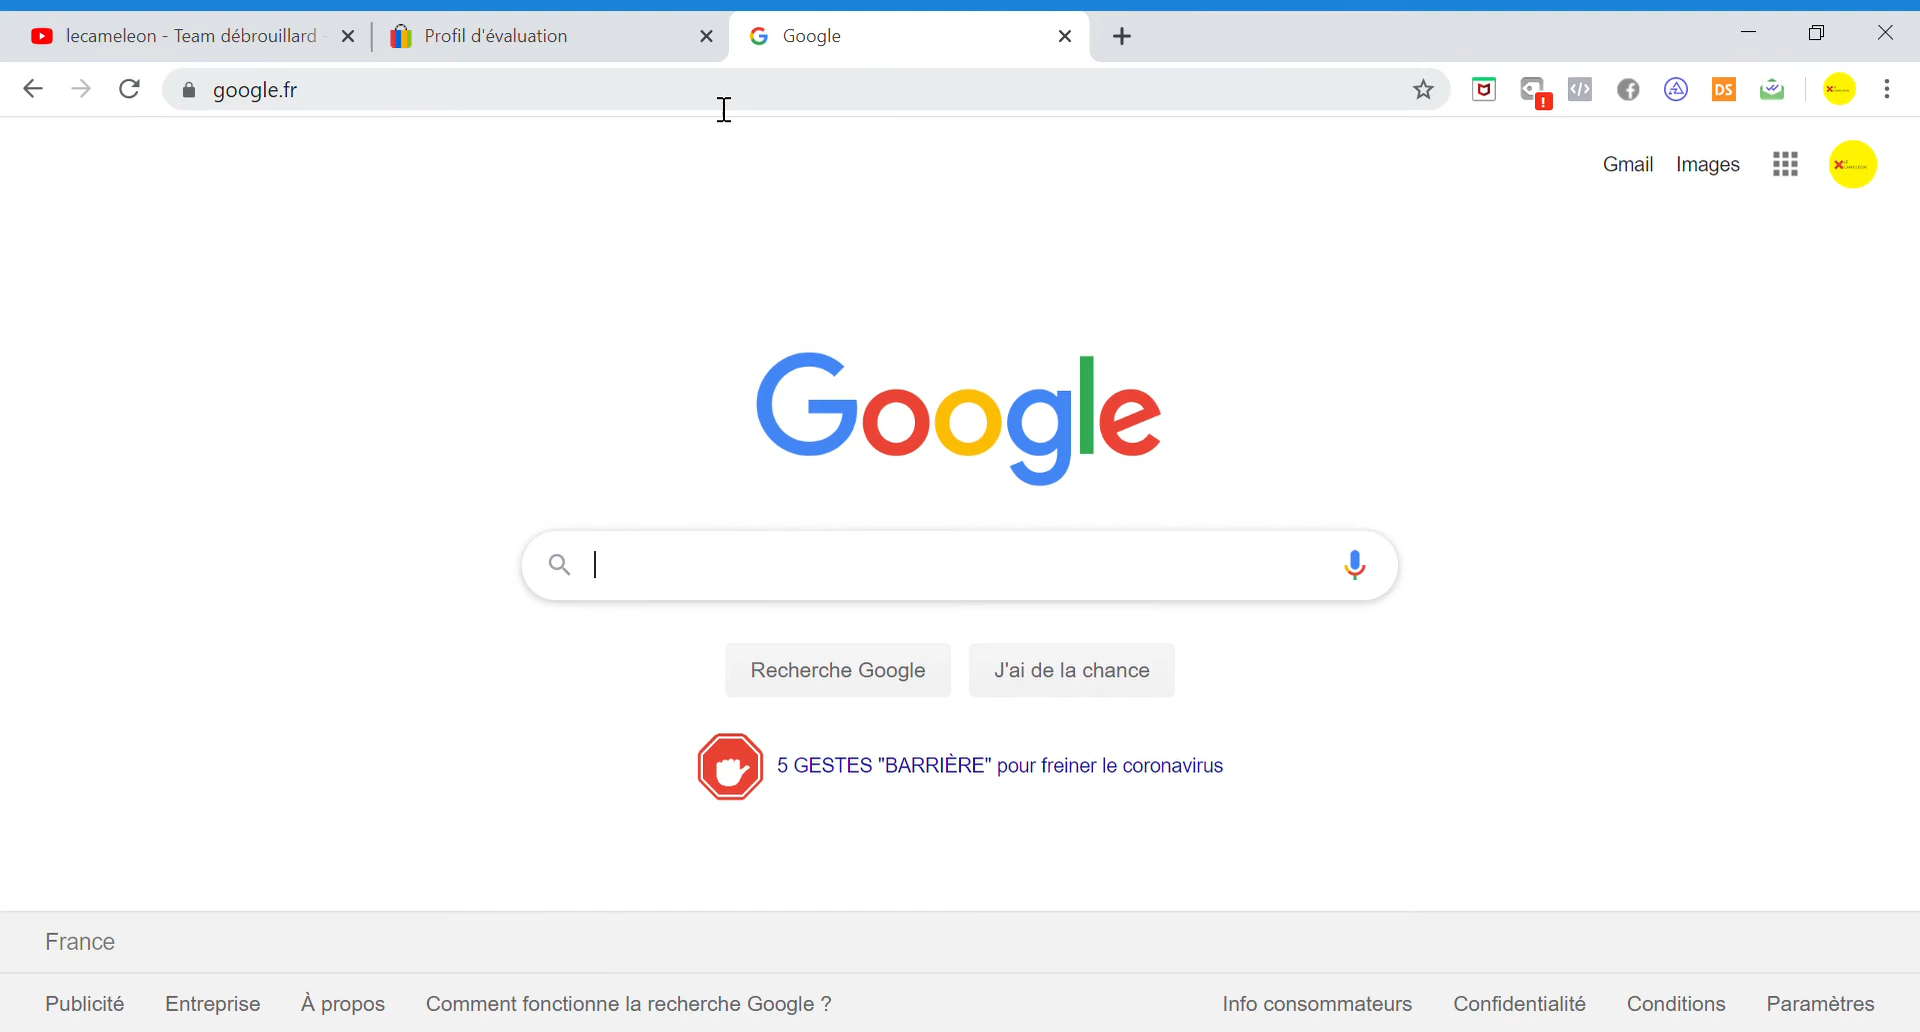 lecameleon - Team débrouillard -
Profil d'évaluation
Google
google.fr
DS
Gmail
Images
Google
Recherche Google
J'ai de la chance
5 GESTES "BARRIÈRE" pour freiner le coronavirus
France
Publicité
Entreprise
À propos
Comment fonctionne la recherche Google ?
Info consommateurs
Confidentialité
Conditions
Paramètres